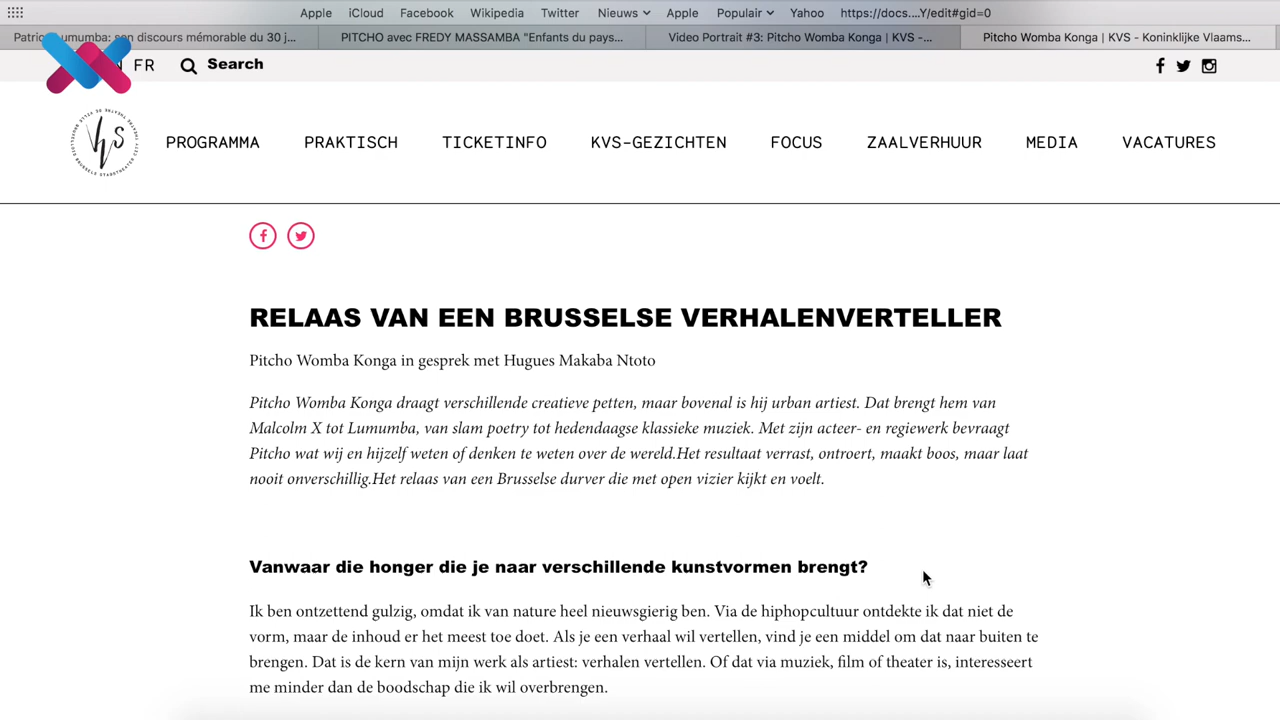 Apple iCloud Facebook Wikipedia Twitter Nieuws Apple Populair Yahoo https://docs....Y/edit#gid=0
umumba: son discours mémorable du 30 j... PITCHO avec FREDY MASSAMBA "Enfants du pays... Video Portrait #3: Pitcho Womba Konga | KVS -... Pitcho Womba Konga | KVS - Koninklijke Vlaams...
FR Search
KVS
PROGRAMMA PRAKTISCH TICKETINFO KVS-GEZICHTEN FOCUS ZAALVERHUUR MEDIA VACATURES
RELAAS VAN EEN BRUSSELSE VERHALENVERTELLER
Pitcho Womba Konga in gesprek met Hugues Makaba Ntoto
Pitcho Womba Konga draagt verschillende creatieve petten, maar bovenal is hij urban artiest. Dat brengt hem van
Malcolm X tot Lumumba, van slam poetry tot hedendaagse klassieke muziek. Met zijn acteer- en regiewerk bevraagt
Pitcho wat wij en hijzelf weten of denken te weten over de wereld.Het resultaat verrast, ontroert, maakt boos, maar laat
nooit onverschillig.Het relaas van een Brusselse durver die met open vizier kijkt en voelt.
Vanwaar die honger die je naar verschillende kunstvormen brengt?
Ik ben ontzettend gulzig, omdat ik van nature heel nieuwsgierig ben. Via de hiphopcultuur ontdekte ik dat niet de
vorm, maar de inhoud er het meest toe doet. Als je een verhaal wil vertellen, vind je een middel om dat naar buiten te
brengen. Dat is de kern van mijn werk als artiest: verhalen vertellen. Of dat via muziek, film of theater is, interesseert
me minder dan de boodschap die ik wil overbrengen.